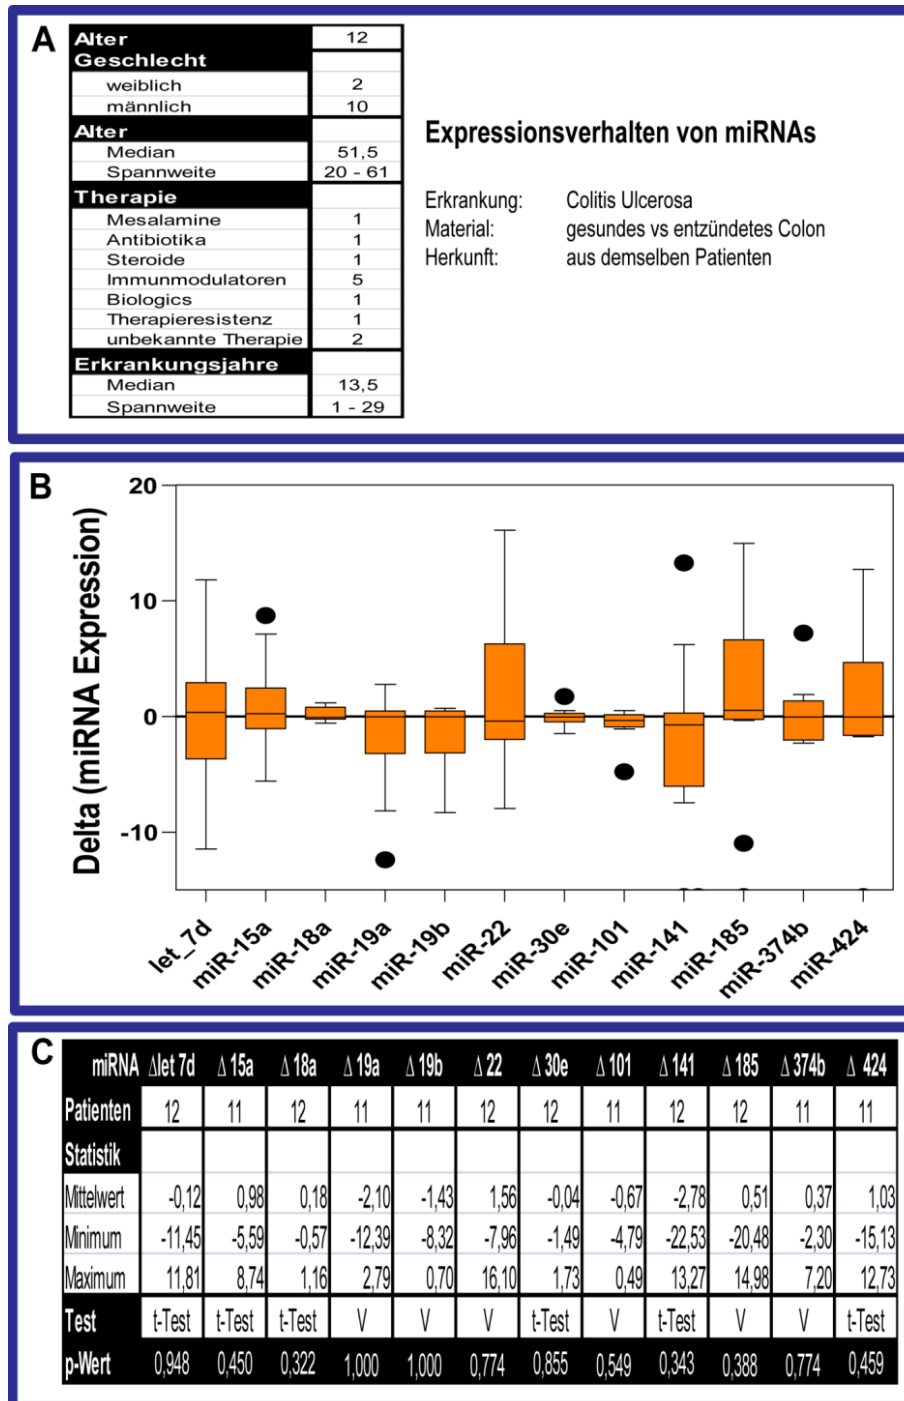 A
Alter 12
Geschlecht
weiblich 2
männlich 10
Alter
Median 51,5
Spannweite 20 - 61
Therapie
Mesalamine 1
Antibiotika 1
Steroide 1
Immunmodulatoren 5
Biologics 1
Therapieresistenz 1
unbekannte Therapie 2
Erkrankungsjahre
Median 13,5
Spannweite 1 - 29
Expressionsverhalten von miRNAs
Erkrankung: Colitis Ulcerosa
Material: gesundes vs entzündetes Colon
Herkunft: aus demselben Patienten
B
Delta (miRNA Expression)
20
10
0
-10
let_7d miR-15a miR-18a miR-19a miR-19b miR-22 miR-30e miR-101 miR-141 miR-185 miR-374b miR-424
C
miRNA Δlet 7d Δ 15a Δ 18a Δ 19a Δ 19b Δ 22 Δ 30e Δ 101 Δ 141 Δ 185 Δ 374b Δ 424
Patienten 12 11 12 11 11 12 12 11 12 12 11 11
Statistik
Mittelwert -0,12 0,98 0,18 -2,10 -1,43 1,56 -0,04 -0,67 -2,78 0,51 0,37 1,03
Minimum -11,45 -5,59 -0,57 -12,39 -8,32 -7,96 -1,49 -4,79 -22,53 -20,48 -2,30 -15,13
Maximum 11,81 8,74 1,16 2,79 0,70 16,10 1,73 0,49 13,27 14,98 7,20 12,73
Test t-Test t-Test t-Test V V V t-Test V t-Test V V t-Test
p-Wert 0,948 0,450 0,322 1,000 1,000 0,774 0,855 0,549 0,343 0,388 0,774 0,459